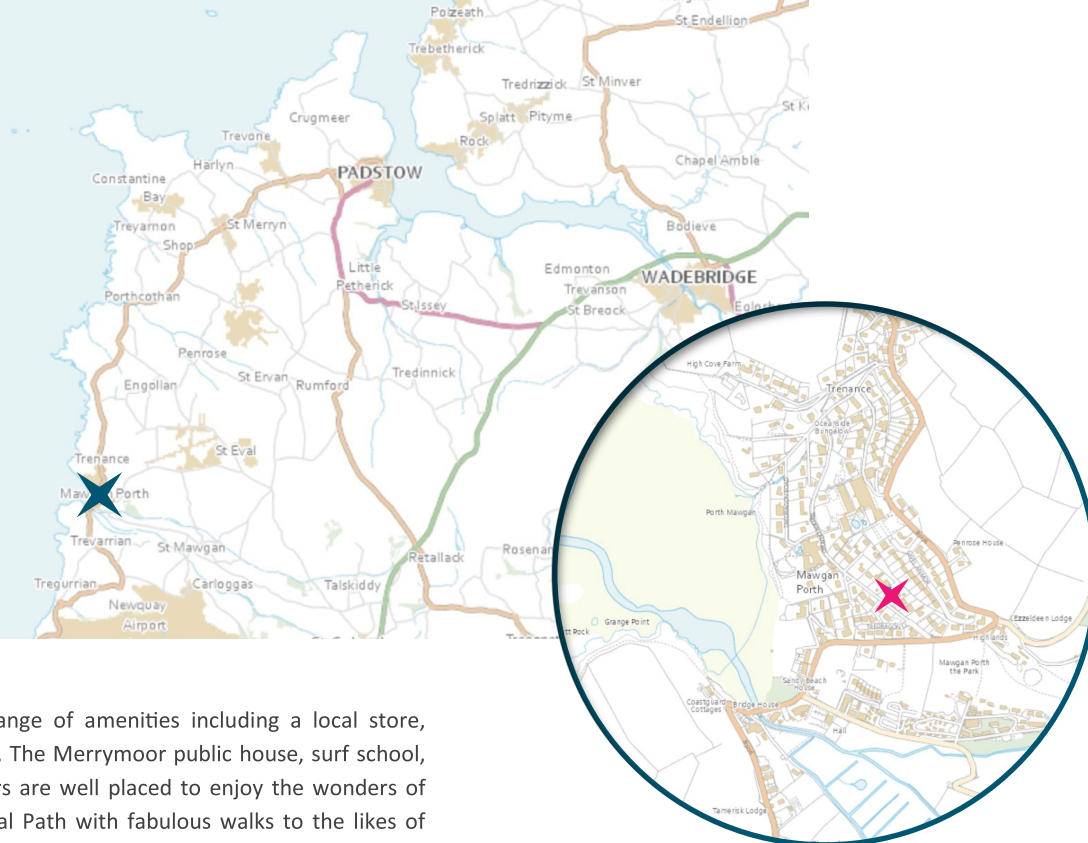 Polzeath
St Endellion
Trebetherick
Tredrizzick
St Minver
Crugmeer
Splatt
Pityme
Trevone
Rock
Harlyn
PADSTOW
Chapel Amble
Constantine
Bay
Treyarnon
St Merryn
Bodieve
Shop
Little
Petherick
Edmonton
WADEBRIDGE
Trevanson
Porthcothan
St Issey
St Breock
Penrose
Engollan
St Ervan
Rumford
Tredinnick
St Eval
Trenance
Porth
Trevarrian
St Mawgan
Retallack
Tregurrian
Carloggas
Talskiddy
Newquay
Airport
High Cove Farm
Trenance
Oceanside
Bungalow
Porth Mawgan
Penrose House
Mawgan
Porth
Grange Point
Ezzeldeen Lodge
Highlands
Mawgan Porth
the Park
Sandy Beach
House
Coastguard
Cottages
Bridge House
Hall
Tamerisk Lodge
ange of amenities including a local store,
. The Merrymoor public house, surf school,
rs are well placed to enjoy the wonders of
al Path with fabulous walks to the likes of